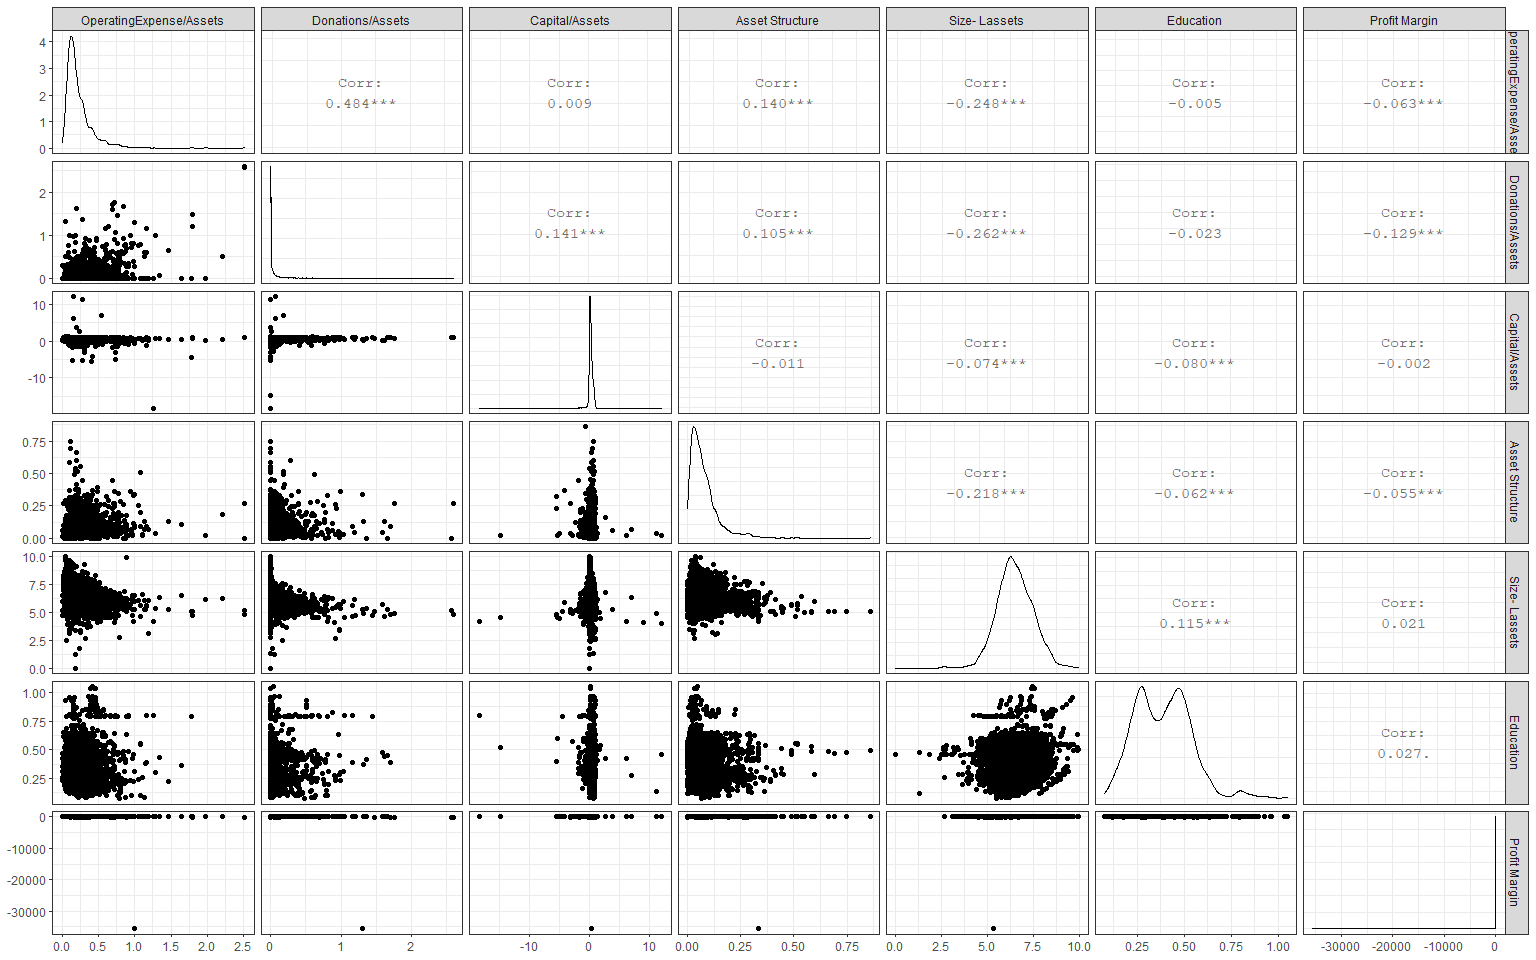 OperatingExpense/Assets Donations/Assets Capital/Assets Asset Structure Size- Lassets Education Profit Margin
4
3
2
1
0
Corr: Corr: Corr: Corr: Corr: Corr:
0.484*** 0.009 0.140*** -0.248*** -0.005 -0.063***
peratingExpense/Asse
2
1
0
Corr: Corr: Corr: Corr: Corr:
0.141*** 0.105*** -0.262*** -0.023 -0.129***
Donations/Assets
10
0
-10
Corr: Corr: Corr: Corr:
-0.011 -0.074*** -0.080*** -0.002
Capital/Assets
0.75
0.50
0.25
0.00
Corr: Corr: Corr:
-0.218*** -0.062*** -0.055***
Asset Structure
10.0
7.5
5.0
2.5
0.0
Corr: Corr:
0.115*** 0.021
Size- Lassets
1.00
0.75
0.50
0.25
Corr:
0.027.
Education
0
-10000
-20000
-30000
Profit Margin
0.0 0.5 1.0 1.5 2.0 2.5 0 1 2 -10 0 10 0.00 0.25 0.50 0.75 0.0 2.5 5.0 7.5 10.0 0.25 0.50 0.75 1.00 -30000 -20000 -10000 0